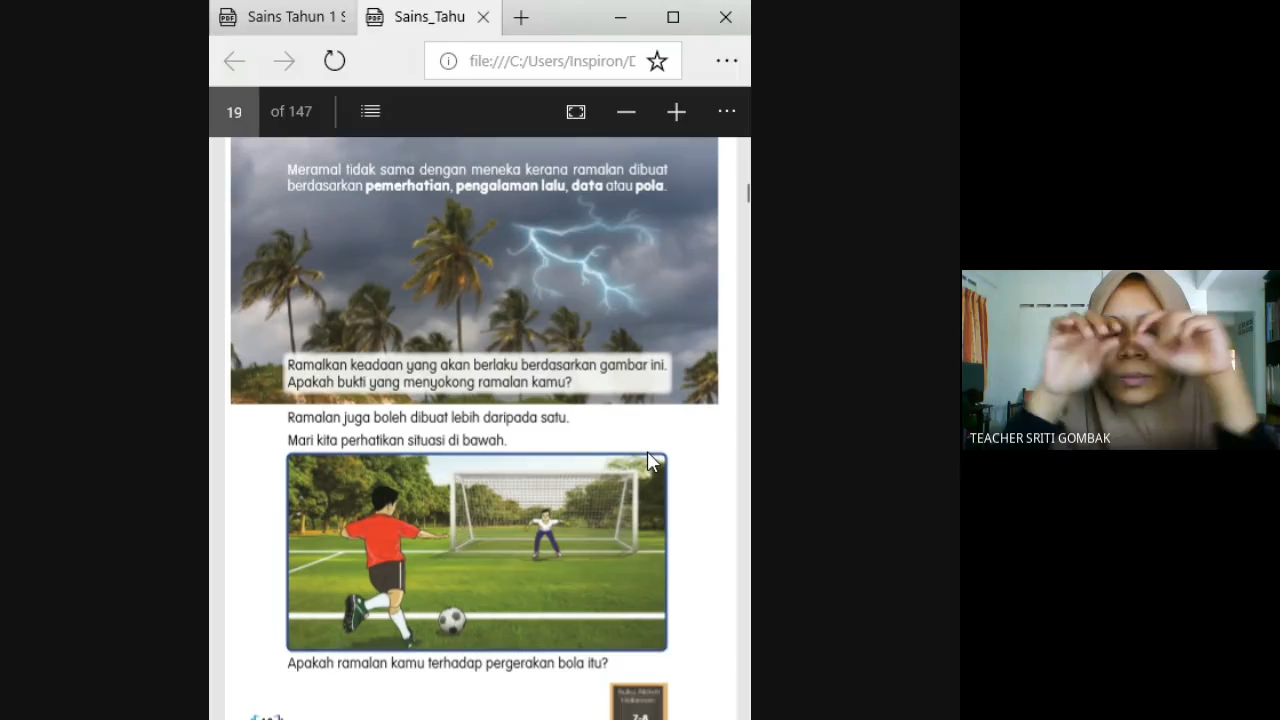 Sains Tahun 1 S
Sains_Tahu
file:///C:/Users/Inspiron/D
19 of 147
Meramal tidak sama dengan meneka kerana ramalan dibuat
berdasarkan pemerhatian, pengalaman lalu, data atau pola.
Ramalkan keadaan yang akan berlaku berdasarkan gambar ini.
Apakah bukti yang menyokong ramalan kamu?
Ramalan juga boleh dibuat lebih daripada satu.
Mari kita perhatikan situasi di bawah.
Apakah ramalan kamu terhadap pergerakan bola itu?
Buku Aktiviti
TEACHER SRITI GOMBAK